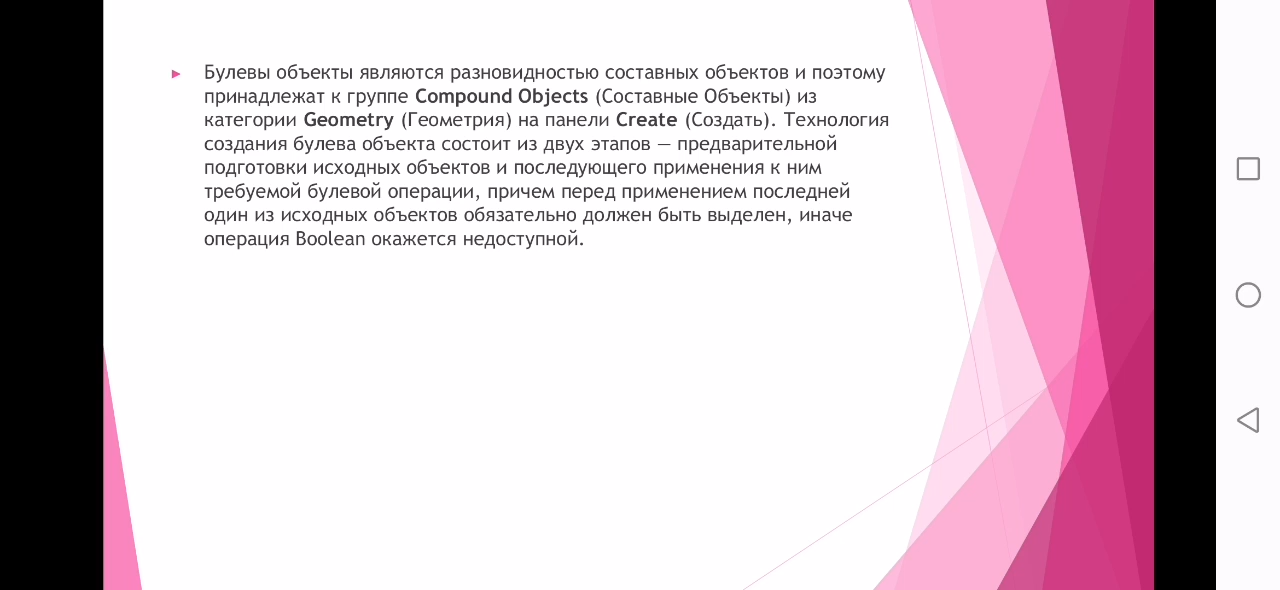 Булевы объекты являются разновидностью составных объектов и поэтому
принадлежат к группе Compound Objects (Составные Объекты) из
категории Geometry (Геометрия) на панели Create (Создать). Технология
создания булева объекта состоит из двух этапов — предварительной
подготовки исходных объектов и последующего применения к ним
требуемой булевой операции, причем перед применением последней
один из исходных объектов обязательно должен быть выделен, иначе
операция Boolean окажется недоступной.